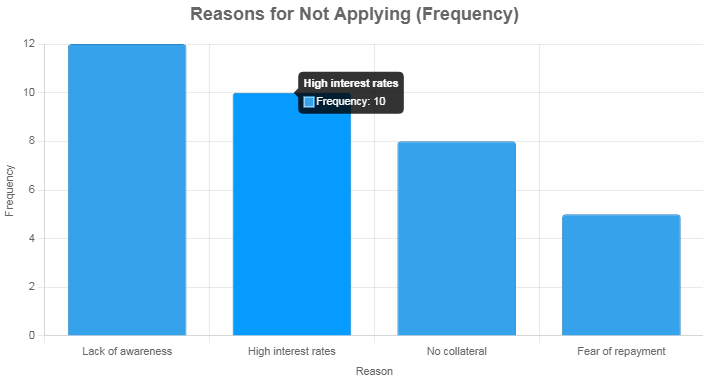 Reasons for Not Applying (Frequency)
12
High interest rates
Frequency: 10
10
8
6
4
2
0
Frequency
Lack of awareness
High interest rates
No collateral
Fear of repayment
Reason